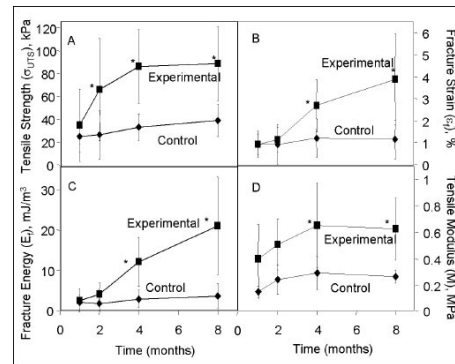 Tensile Strength (σUTS), kPa
120
100
80
60
40
20
0
A
*
*
*
Experimental
Control
B
*
*
Experimental
Control
6
5
4
3
2
1
0
Fracture Strain (εf), %
Fracture Energy (Ef), mJ/m³
30
20
10
0
C
*
*
Experimental
Control
D
*
*
Experimental
Control
1
0.8
0.6
0.4
0.2
0
Tensile Modulus (M), MPa
0 2 4 6 8
0 2 4 6 8
Time (months)
Time (months)